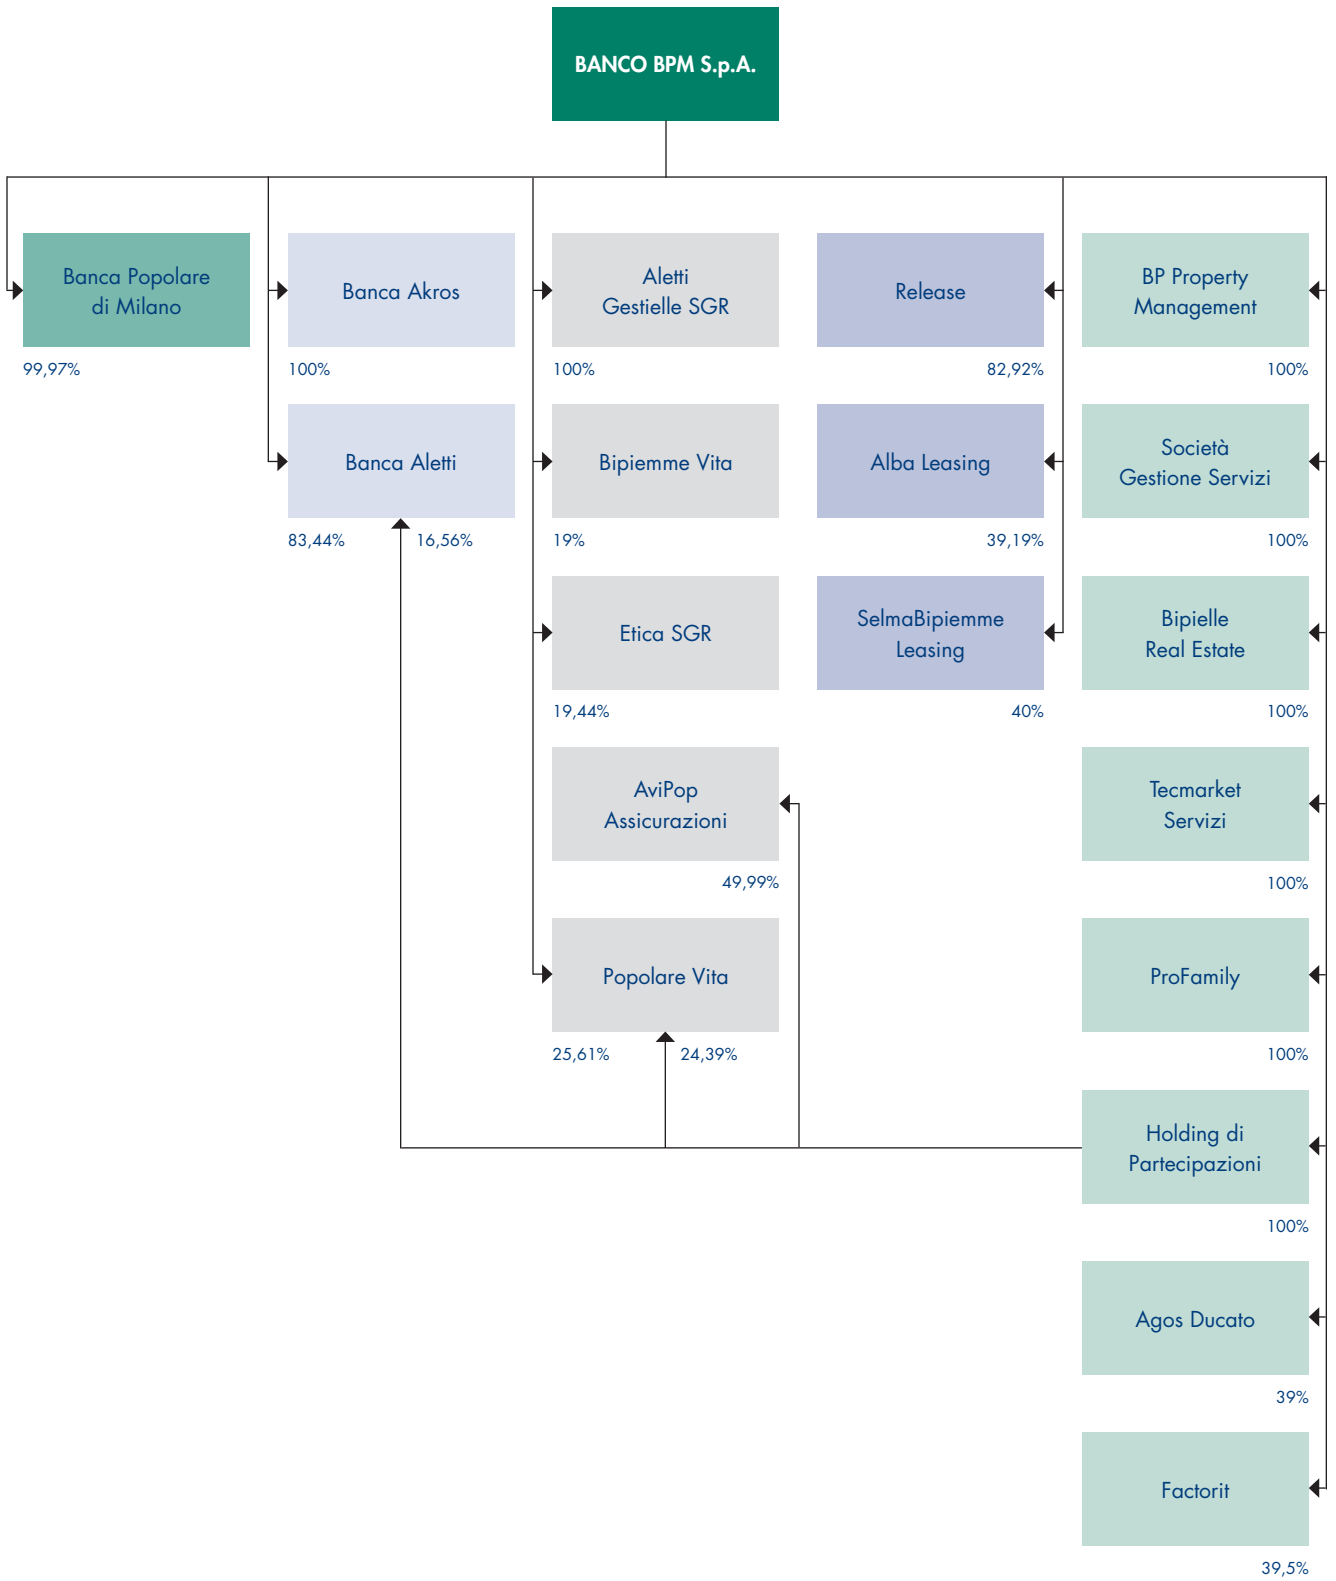 BANCO BPM S.p.A.
Banca Popolare
di Milano
99,97%
Banca Akros
100%
Banca Aletti
83,44%
16,56%
Aletti
Gestielle SGR
100%
Bipiemme Vita
19%
Etica SGR
19,44%
AviPop
Assicurazioni
49,99%
Popolare Vita
25,61%
24,39%
Release
82,92%
Alba Leasing
39,19%
SelmaBipiemme
Leasing
40%
BP Property
Management
100%
Società
Gestione Servizi
100%
Bipielle
Real Estate
100%
Tecmarket
Servizi
100%
ProFamily
100%
Holding di
Partecipazioni
100%
Agos Ducato
39%
Factorit
39,5%